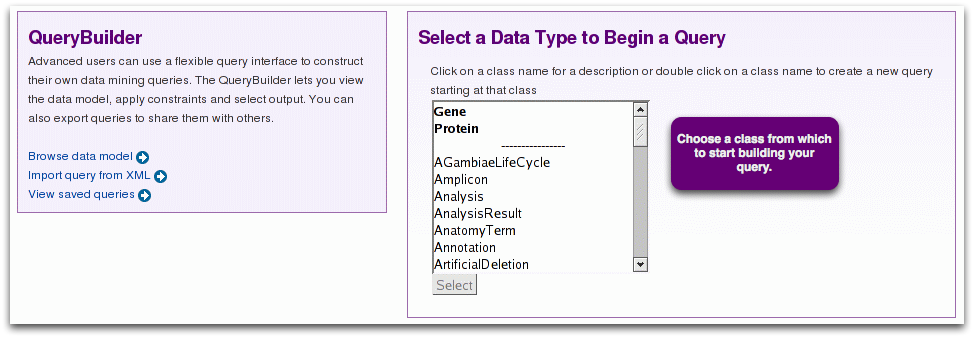 QueryBuilder
Advanced users can use a flexible query interface to construct
their own data mining queries. The QueryBuilder lets you view
the data model, apply constraints and select output. You can
also export queries to share them with others.
Browse data model
Import query from XML
View saved queries
Select a Data Type to Begin a Query
Click on a class name for a description or double click on a class name to create a new query
starting at that class
Gene
Protein
----------------
AGambiaeLifeCycle
Amplicon
Analysis
AnalysisResult
AnatomyTerm
Annotation
ArtificialDeletion
Select
Choose a class from which
to start building your
query.